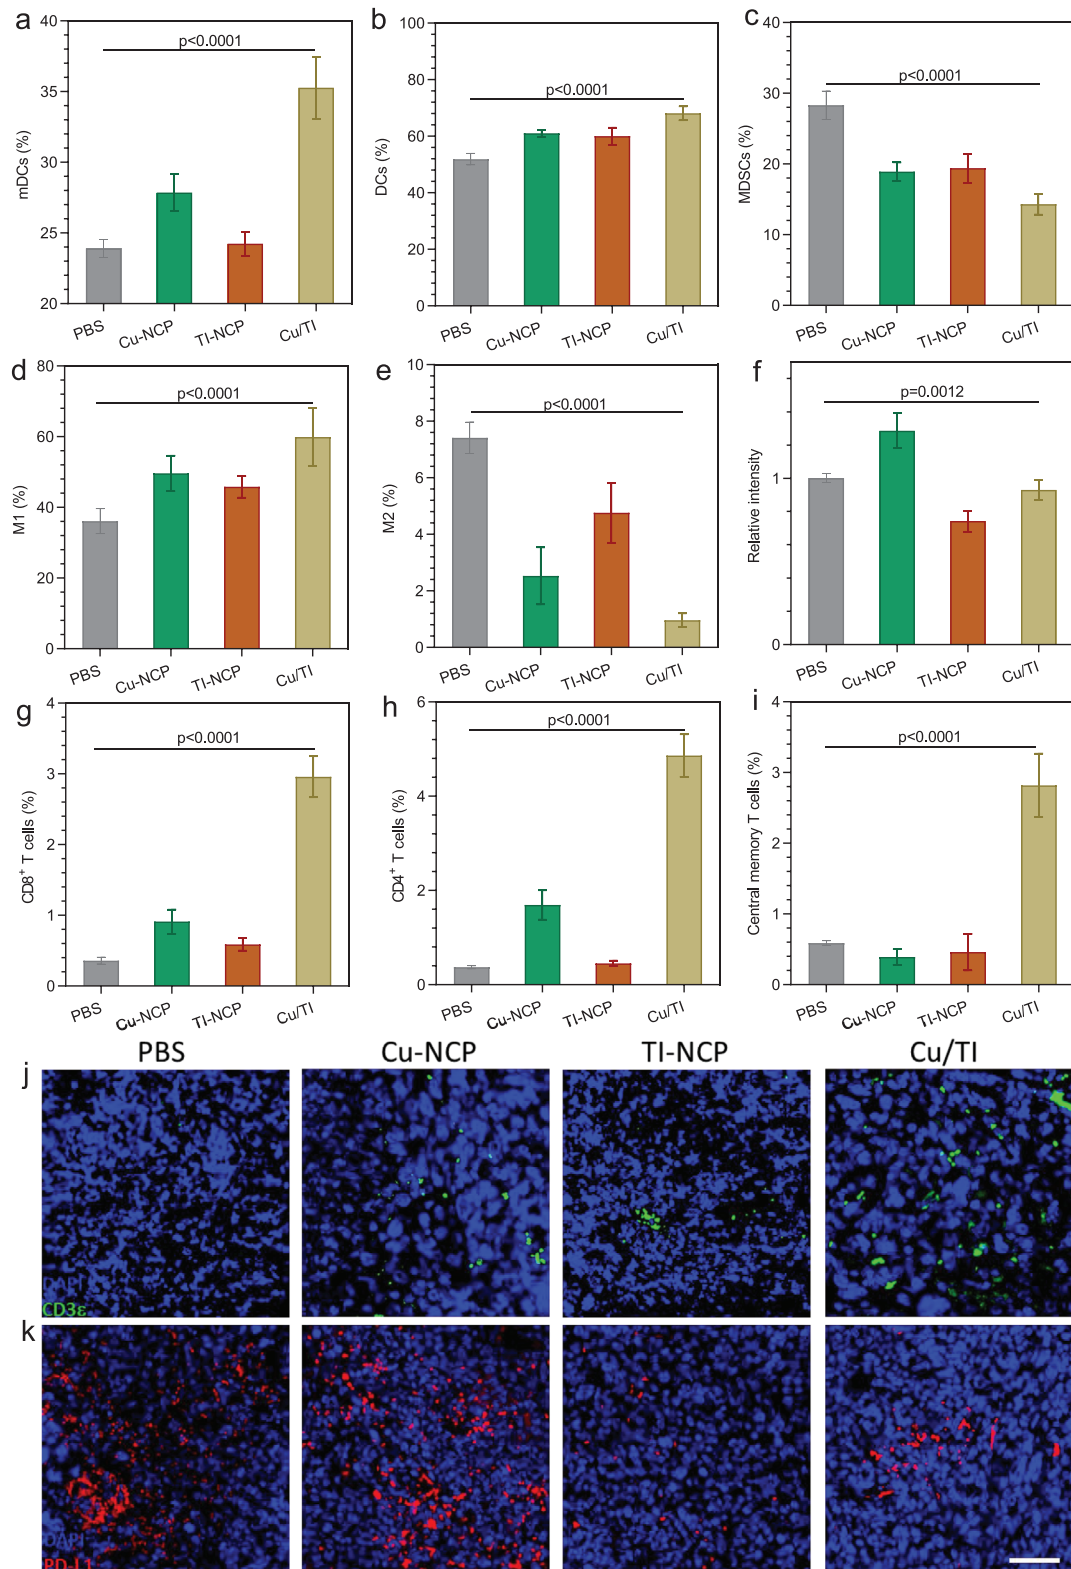 a
40
35
30
25
20
mDCs (%)
p<0.0001
PBS
Cu-NCP
TI-NCP
Cu/TI
b
100
80
60
40
20
0
DCs (%)
p<0.0001
PBS
Cu-NCP
TI-NCP
Cu/TI
c
40
30
20
10
0
MDSCs (%)
p<0.0001
PBS
Cu-NCP
TI-NCP
Cu/TI
d
80
60
40
20
0
M1 (%)
p<0.0001
PBS
Cu-NCP
TI-NCP
Cu/TI
e
8
6
4
2
0
M2 (%)
p<0.0001
PBS
Cu-NCP
TI-NCP
Cu/TI
f
1
0
Relative intensity
p=0.0012
PBS
Cu-NCP
TI-NCP
Cu/TI
g
4
3
2
1
0
CD8⁺ T cells (%)
p<0.0001
PBS
Cu-NCP
TI-NCP
Cu/TI
h
6
4
2
0
CD4⁺ T cells (%)
p<0.0001
PBS
Cu-NCP
TI-NCP
Cu/TI
i
4
3
2
1
0
Central memory T cells (%)
p<0.0001
PBS
Cu-NCP
TI-NCP
Cu/TI
PBS
Cu-NCP
TI-NCP
Cu/TI
j
DAPI
CD3ε
k
DAPI
PD-L1